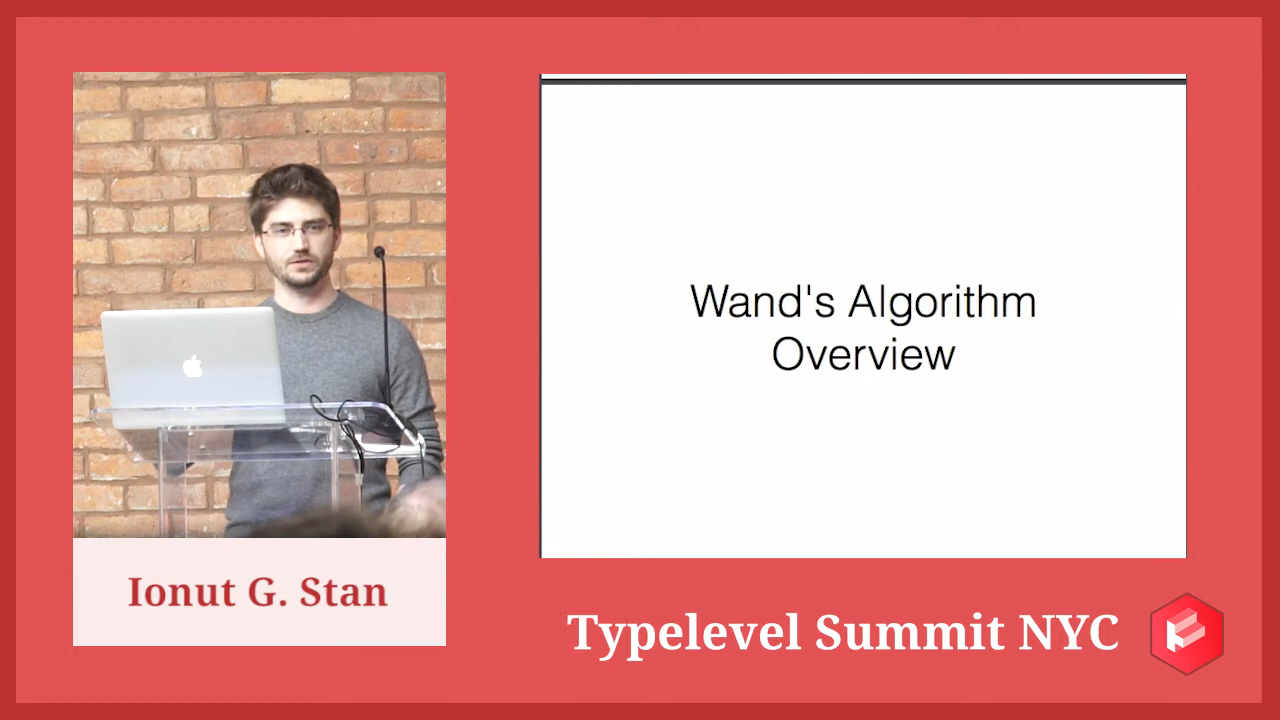 Wand's Algorithm
Overview
Ionut G. Stan
Typelevel Summit NYC